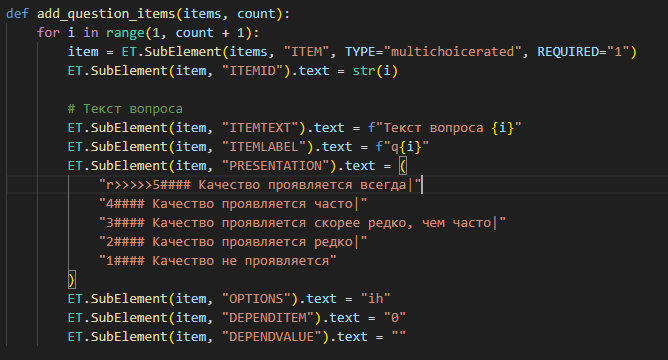 def add_question_items(items, count):
    for i in range(1, count + 1):
        item = ET.SubElement(items, "ITEM", TYPE="multichoicerated", REQUIRED="1")
        ET.SubElement(item, "ITEMID").text = str(i)

        # Текст вопроса
        ET.SubElement(item, "ITEMTEXT").text = f"Текст вопроса {i}"
        ET.SubElement(item, "ITEMLABEL").text = f"q{i}"
        ET.SubElement(item, "PRESENTATION").text = (
            "r>>>>>5#### Качество проявляется всегда|"
            "4#### Качество проявляется часто|"
            "3#### Качество проявляется скорее редко, чем часто|"
            "2#### Качество проявляется редко|"
            "1#### Качество не проявляется"
        )
        ET.SubElement(item, "OPTIONS").text = "ih"
        ET.SubElement(item, "DEPENDITEM").text = "0"
        ET.SubElement(item, "DEPENDVALUE").text = ""